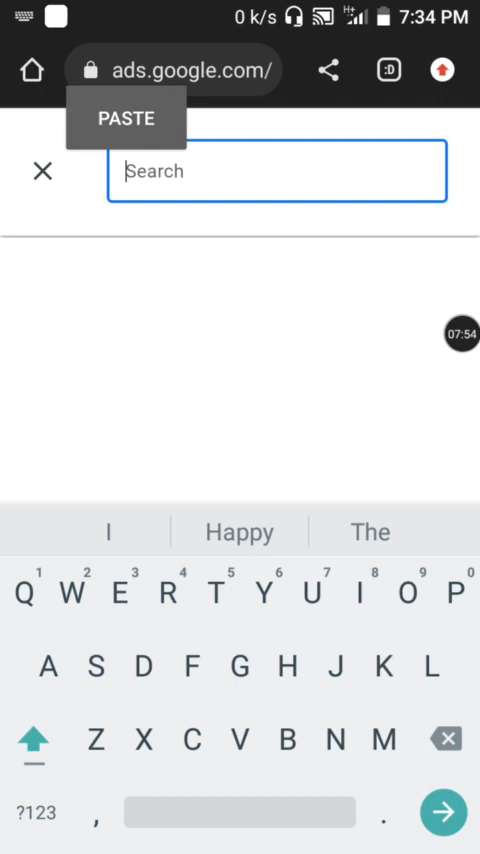 0 k/s H+ 7:34 PM
ads.google.com/ :D
PASTE
Search
07:54
I Happy The
1 2 3 4 5 6 7 8 9 0
Q W E R T Y U I O P
A S D F G H J K L
Z X C V B N M
?123 , .